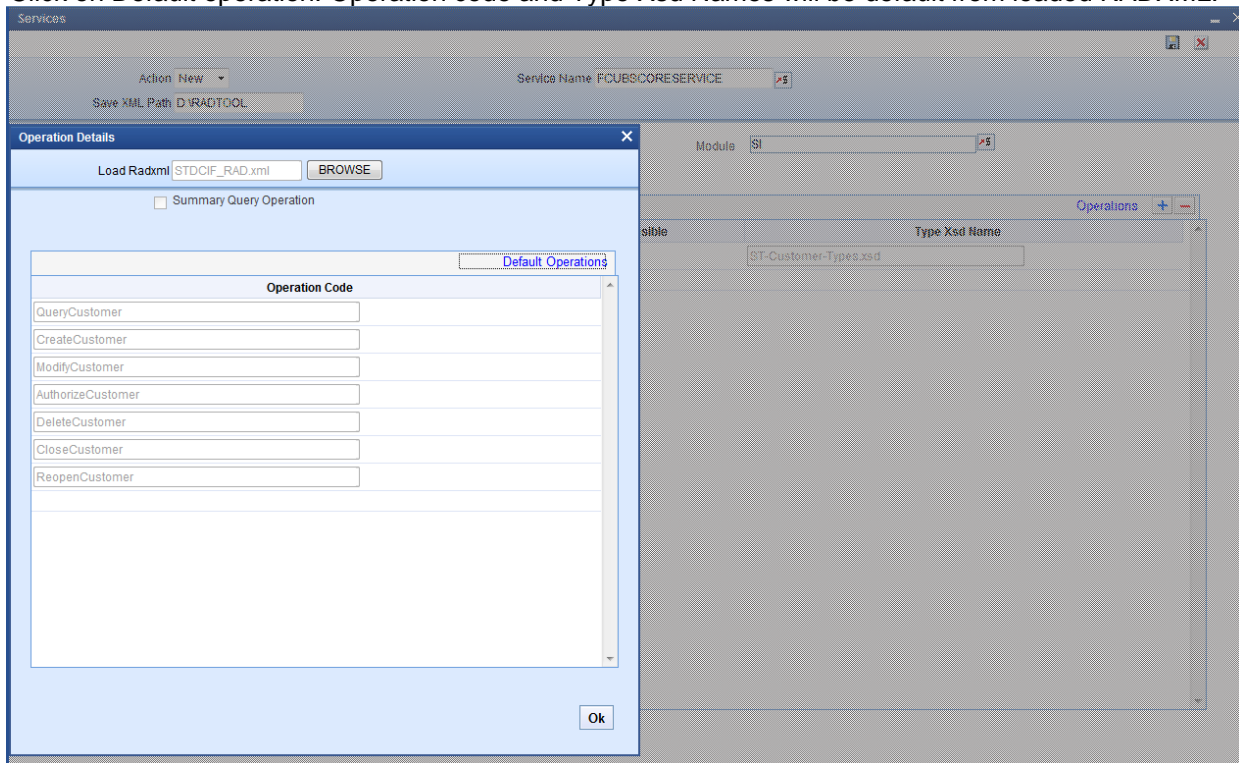 Click on Default operation. Operation code and Type Xsd Names will be default from loaded RADXML.
Services
Action New Service Name FCUBSCORESERVICE
Save XML Path D:\RADTOOL
Operation Details
Module SI
Load Radxml STDCIF_RAD.xml BROWSE
Summary Query Operation
Operations + −
sible Type Xsd Name
ST-Customer-Types.xsd
Default Operations
Operation Code
QueryCustomer
CreateCustomer
ModifyCustomer
AuthorizeCustomer
DeleteCustomer
CloseCustomer
ReopenCustomer
Ok